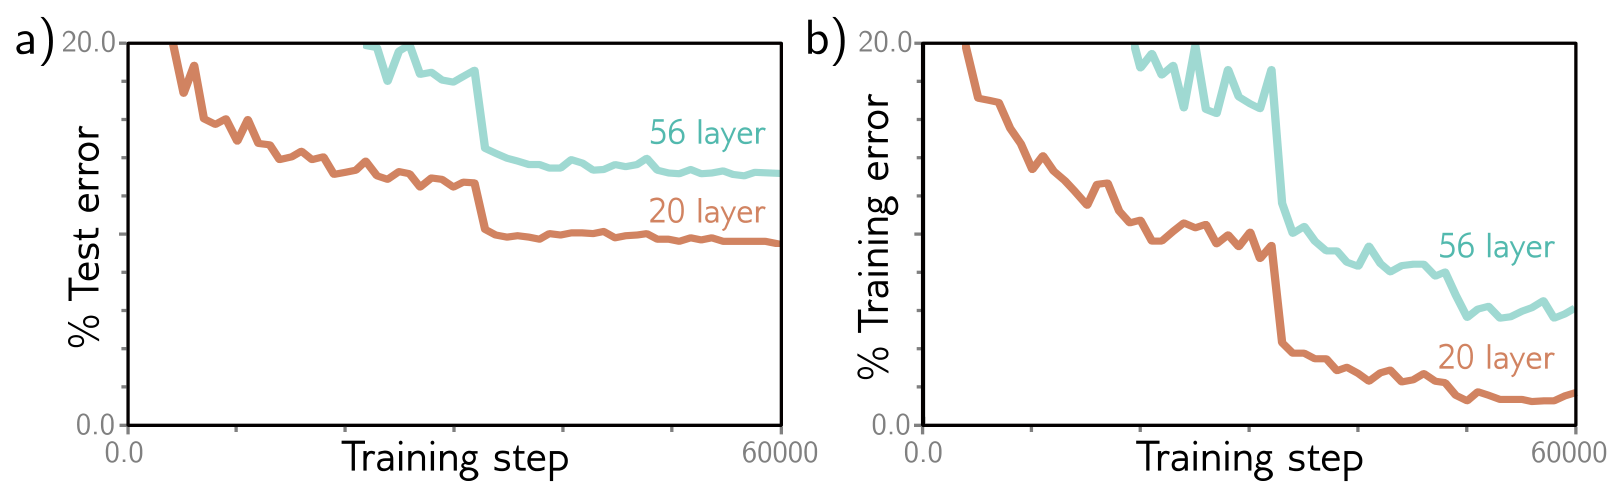 a)
20.0
% Test error
56 layer
20 layer
0.0
0.0
Training step
60000
b)
20.0
% Training error
56 layer
20 layer
0.0
0.0
Training step
60000